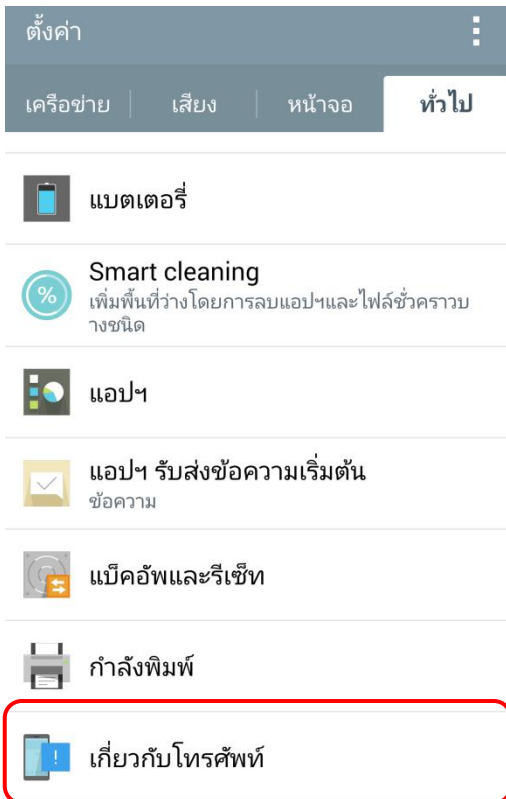 ตั้งค่า
เครือข่าย เสียง หน้าจอ ทั่วไป
แบตเตอรี่
Smart cleaning
%
เพิ่มพื้นที่ว่างโดยการลบแอปฯและไฟล์ชั่วคราวบ
างชนิด
แอปฯ
แอปฯ รับส่งข้อความเริ่มต้น
ข้อความ
แบ็คอัพและรีเซ็ท
กำลังพิมพ์
!
เกี่ยวกับโทรศัพท์